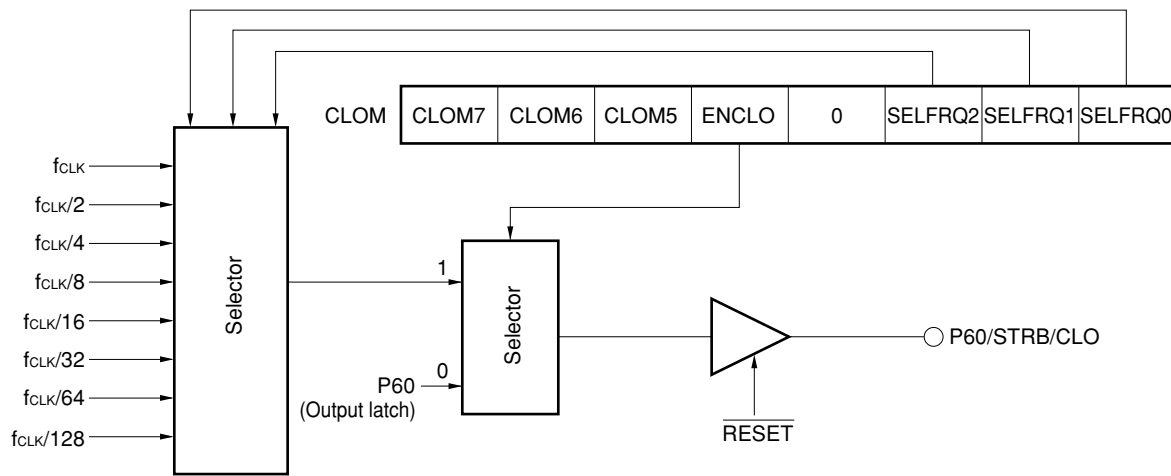 CLOM CLOM7 CLOM6 CLOM5 ENCLO 0 SELFRQ2 SELFRQ1 SELFRQ0
fCLK
fCLK/2
fCLK/4
fCLK/8
fCLK/16
fCLK/32
fCLK/64
fCLK/128
Selector
1
0
P60
(Output latch)
Selector
RESET
P60/STRB/CLO